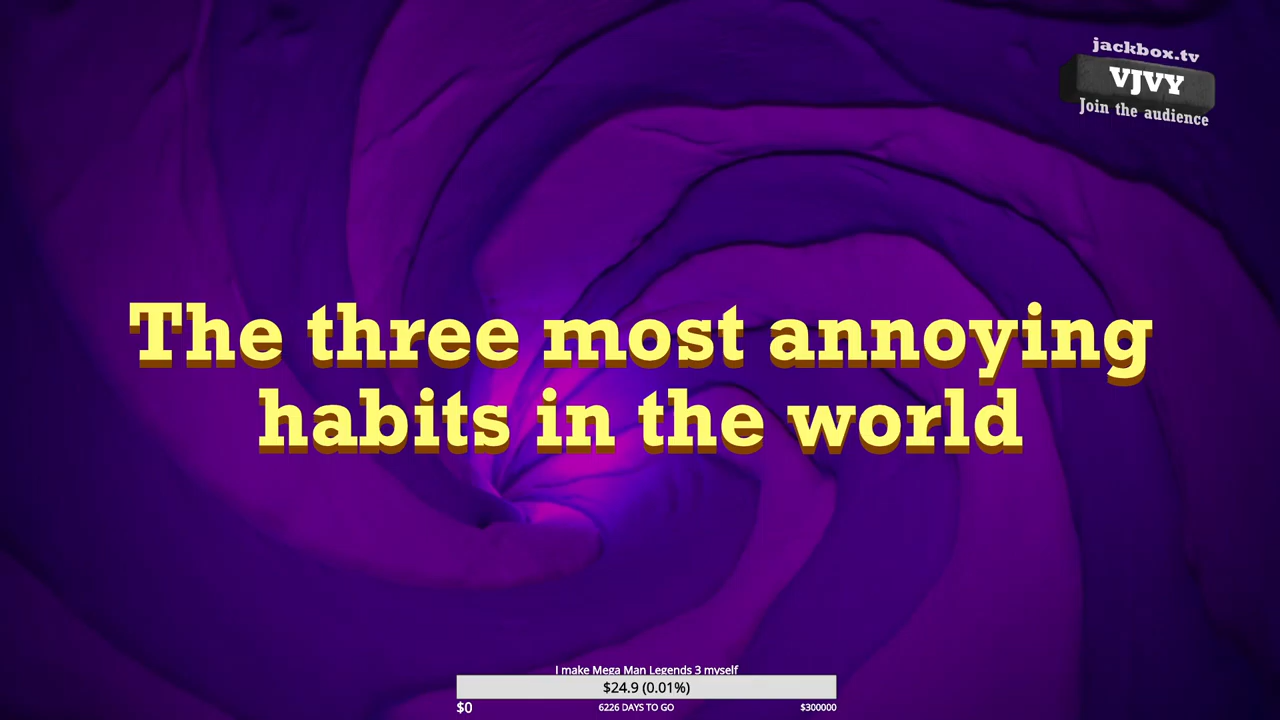 jackbox.tv
VJVY
Join the audience
The three most annoying
habits in the world
I make Mega Man Legends 3 myself
$24.9 (0.01%)
$0
6226 DAYS TO GO
$300000